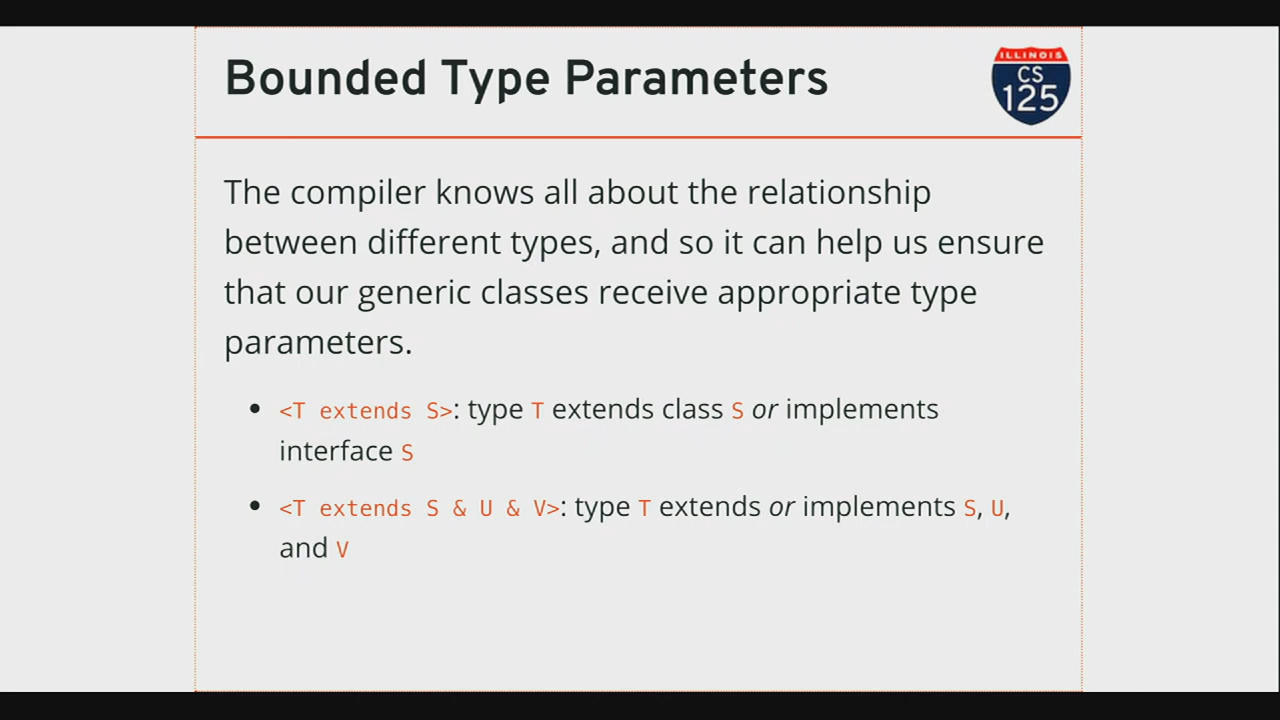 Bounded Type Parameters
ILLINOIS
CS
125
The compiler knows all about the relationship
between different types, and so it can help us ensure
that our generic classes receive appropriate type
parameters.
• <T extends S>: type T extends class S or implements
interface S
• <T extends S & U & V>: type T extends or implements S, U,
and V